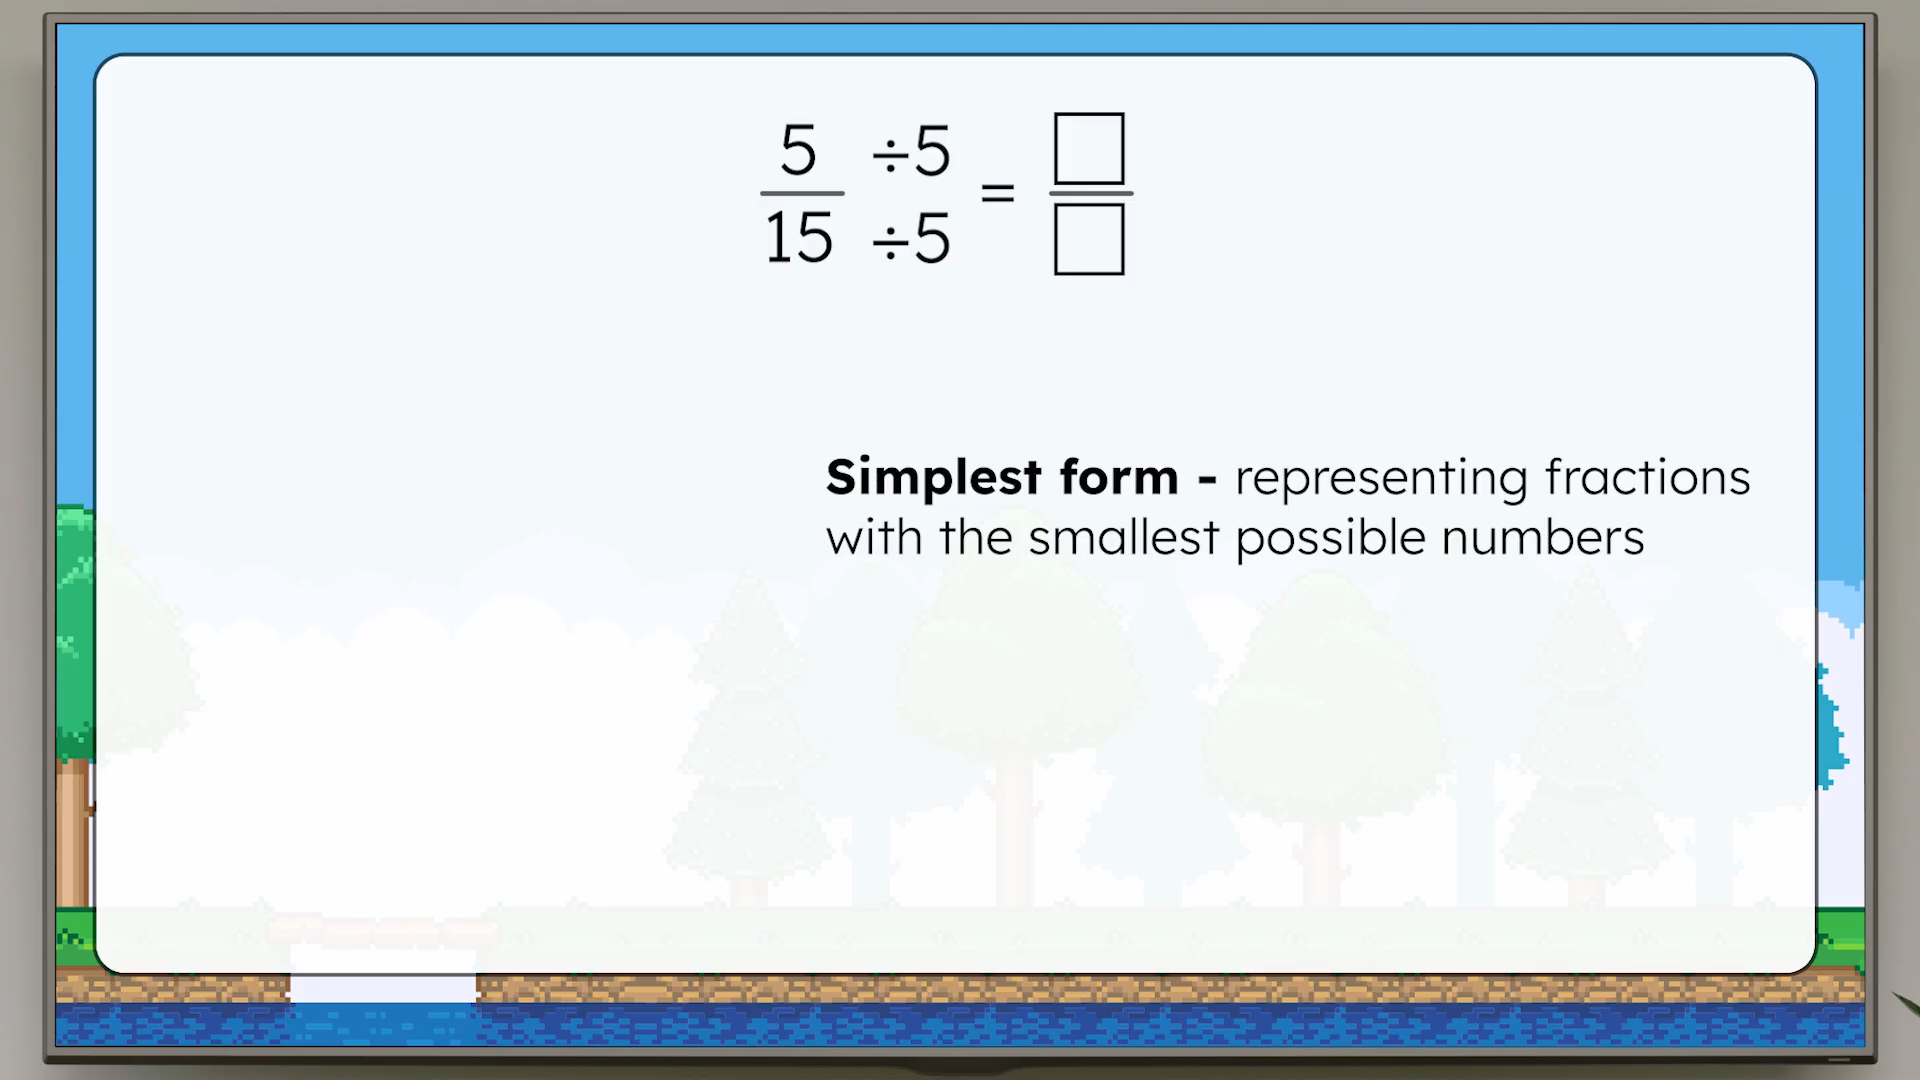 5 ÷5
= □
15 ÷5
□
Simplest form - representing fractions
with the smallest possible numbers